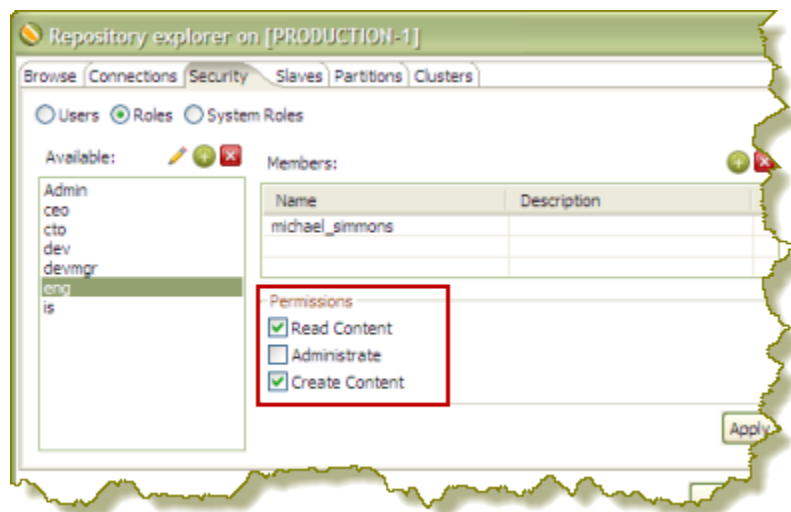 Repository explorer on [PRODUCTION-1]
Browse Connections Security Slaves Partitions Clusters
Users Roles System Roles
Available:
Members:
Admin
ceo
cto
dev
devmgr
eng
is
Name Description
michael_simmons
Permissions
Read Content
Administrate
Create Content
Apply